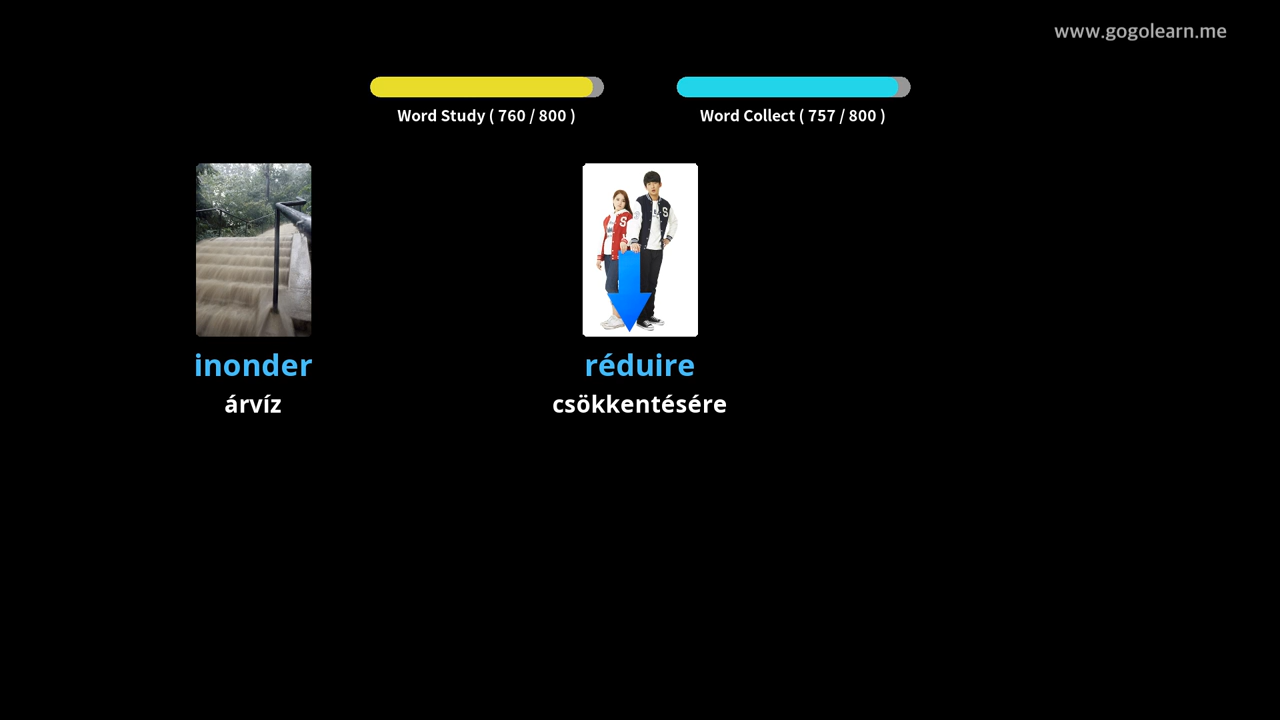 www.gogolearn.me
Word Study ( 760 / 800 )
Word Collect ( 757 / 800 )
S
S
inonder
réduire
árvíz
csökkentésére